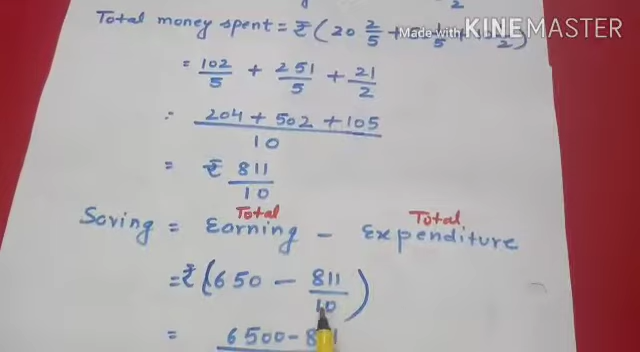 Total money spent = ₹ ( 20 2/5 +
Made with KINEMASTER
= 102/5 + 251/5 + 21/2
= 204 + 502 + 105 / 10
= ₹ 811/10
Saving = Total Earning - Total Expenditure
= ₹ ( 650 - 811/10 )
= 6500 - 8